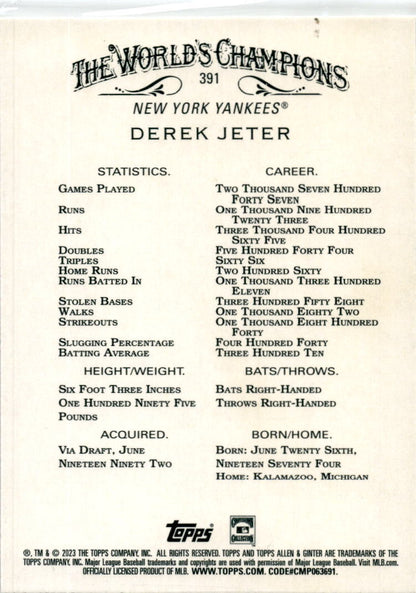 THE WORLD'S CHAMPIONS
391
NEW YORK YANKEES®
DEREK JETER
STATISTICS. CAREER.
GAMES PLAYED TWO THOUSAND SEVEN HUNDRED
FORTY SEVEN
RUNS ONE THOUSAND NINE HUNDRED
TWENTY THREE
HITS THREE THOUSAND FOUR HUNDRED
SIXTY FIVE
DOUBLES FIVE HUNDRED FORTY FOUR
TRIPLES SIXTY SIX
HOME RUNS TWO HUNDRED SIXTY
RUNS BATTED IN ONE THOUSAND THREE HUNDRED
ELEVEN
STOLEN BASES THREE HUNDRED FIFTY EIGHT
WALKS ONE THOUSAND EIGHTY TWO
STRIKEOUTS ONE THOUSAND EIGHT HUNDRED
FORTY
SLUGGING PERCENTAGE FOUR HUNDRED FORTY
BATTING AVERAGE THREE HUNDRED TEN
HEIGHT/WEIGHT. BATS/THROWS.
SIX FOOT THREE INCHES BATS RIGHT-HANDED
ONE HUNDRED NINETY FIVE THROWS RIGHT-HANDED
POUNDS
ACQUIRED. BORN/HOME.
VIA DRAFT, JUNE BORN: JUNE TWENTY SIXTH,
NINETEEN NINETY TWO NINETEEN SEVENTY FOUR
HOME: KALAMAZOO, MICHIGAN
Topps
®, TM & © 2023 THE TOPPS COMPANY, INC. ALL RIGHTS RESERVED. TOPPS AND TOPPS ALLEN & GINTER ARE TRADEMARKS OF THE
TOPPS COMPANY, INC. Major League Baseball trademarks and copyrights are used with permission of Major League Baseball. Visit MLB.com.
OFFICIALLY LICENSED PRODUCT OF MLB. WWW.TOPPS.COM. CODE#CMP063691.